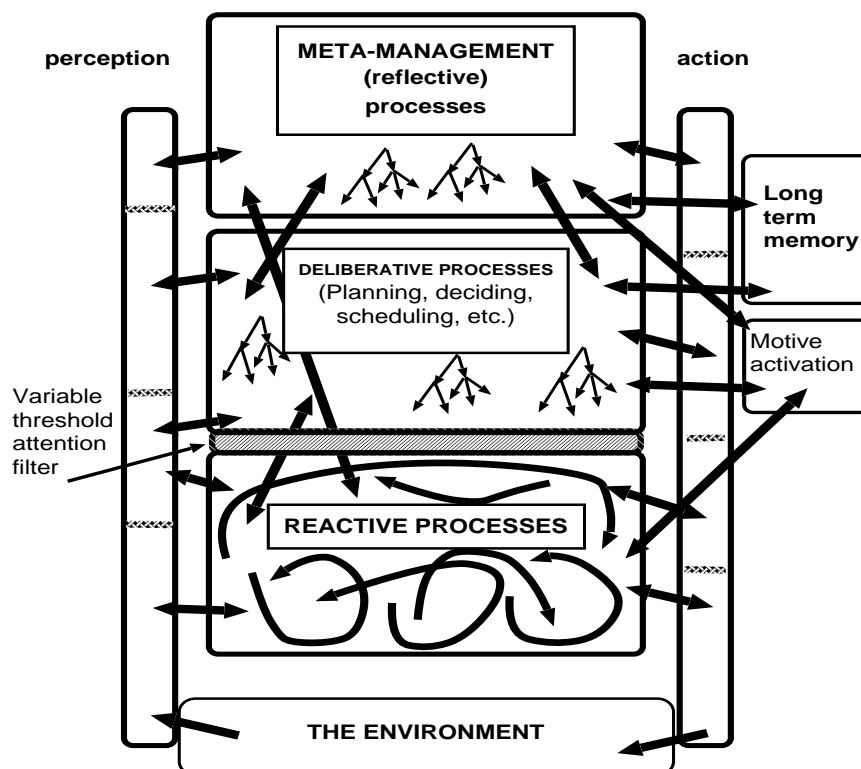 META-MANAGEMENT
(reflective)
processes
perception
action
Long
term
memory
DELIBERATIVE PROCESSES
(Planning, deciding,
scheduling, etc.)
Motive
activation
Variable
threshold
attention
filter
REACTIVE PROCESSES
THE ENVIRONMENT